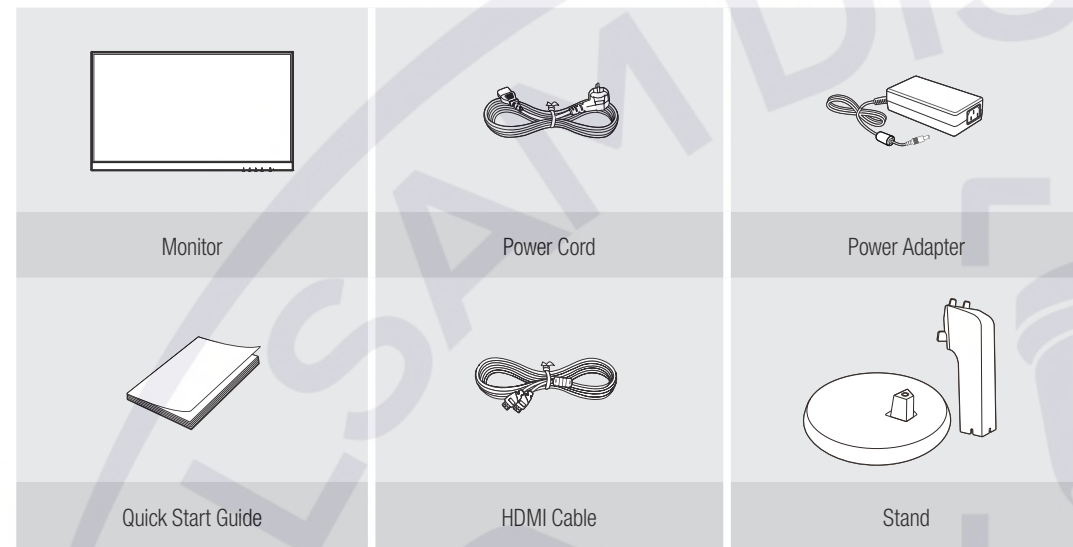 Monitor
Power Cord
Power Adapter
Quick Start Guide
HDMI Cable
Stand